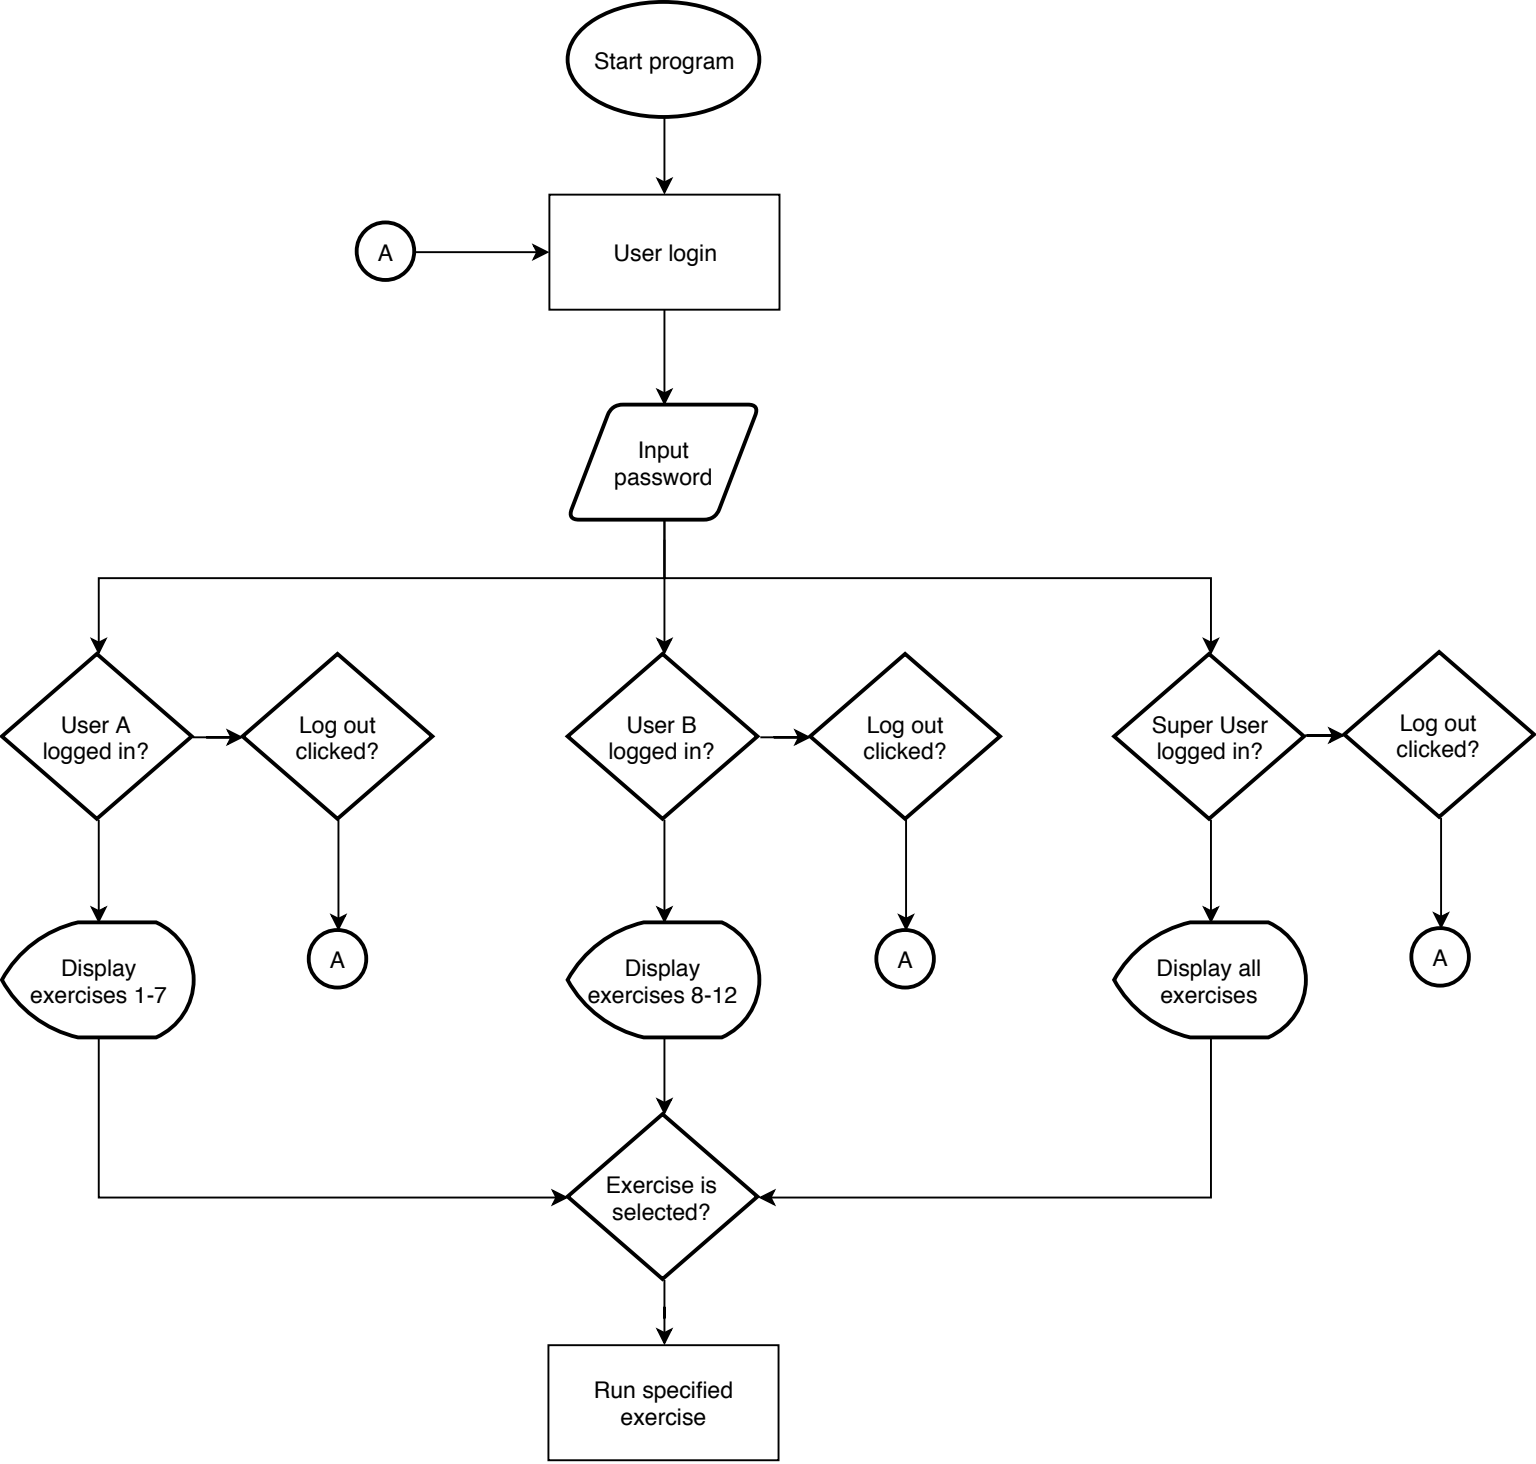 Start program
A
User login
Input
password
User A
logged in?
Log out
clicked?
User B
logged in?
Log out
clicked?
Super User
logged in?
Log out
clicked?
Display
exercises 1-7
A
Display
exercises 8-12
A
Display all
exercises
A
Exercise is
selected?
Run specified
exercise